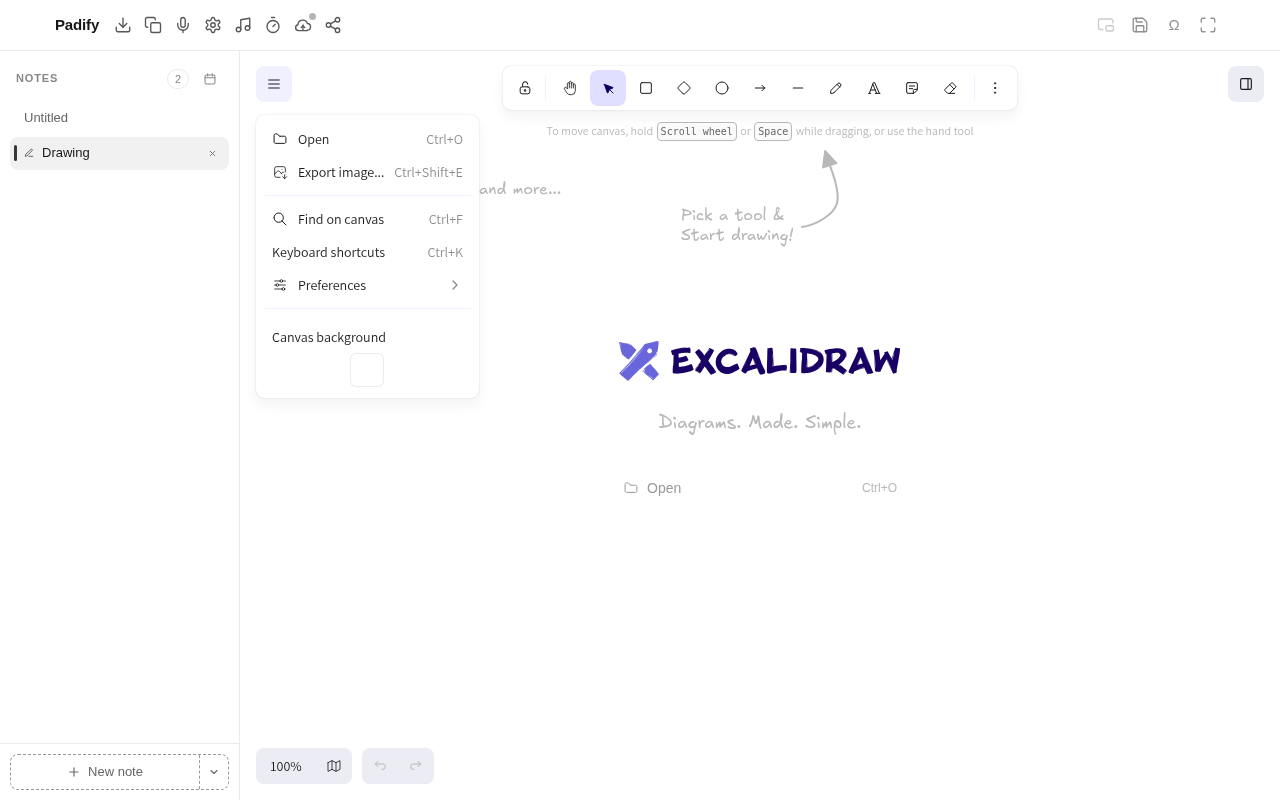 Padify
NOTES
2
Untitled
Drawing
New note
Open Ctrl+O
Export image... Ctrl+Shift+E
Find on canvas Ctrl+F
Keyboard shortcuts Ctrl+K
Preferences
Canvas background
To move canvas, hold Scroll wheel or Space while dragging, or use the hand tool
and more...
Pick a tool &
Start drawing!
EXCALIDRAW
Diagrams. Made. Simple.
Open Ctrl+O
100%